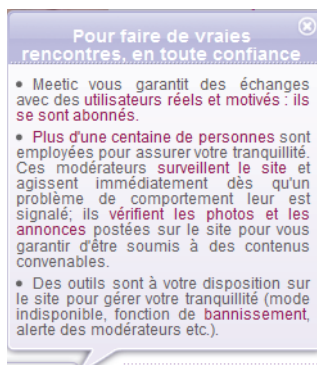 Pour faire de vraies
rencontres, en toute confiance
• Meetic vous garantit des échanges
avec des utilisateurs réels et motivés : ils
se sont abonnés.
• Plus d'une centaine de personnes sont
employées pour assurer votre tranquillité.
Ces modérateurs surveillent le site et
agissent immédiatement dès qu'un
problème de comportement leur est
signalé; ils vérifient les photos et les
annonces postées sur le site pour vous
garantir d'être soumis à des contenus
convenables.
• Des outils sont à votre disposition sur
le site pour gérer votre tranquillité (mode
indisponible, fonction de bannissement,
alerte des modérateurs etc.).